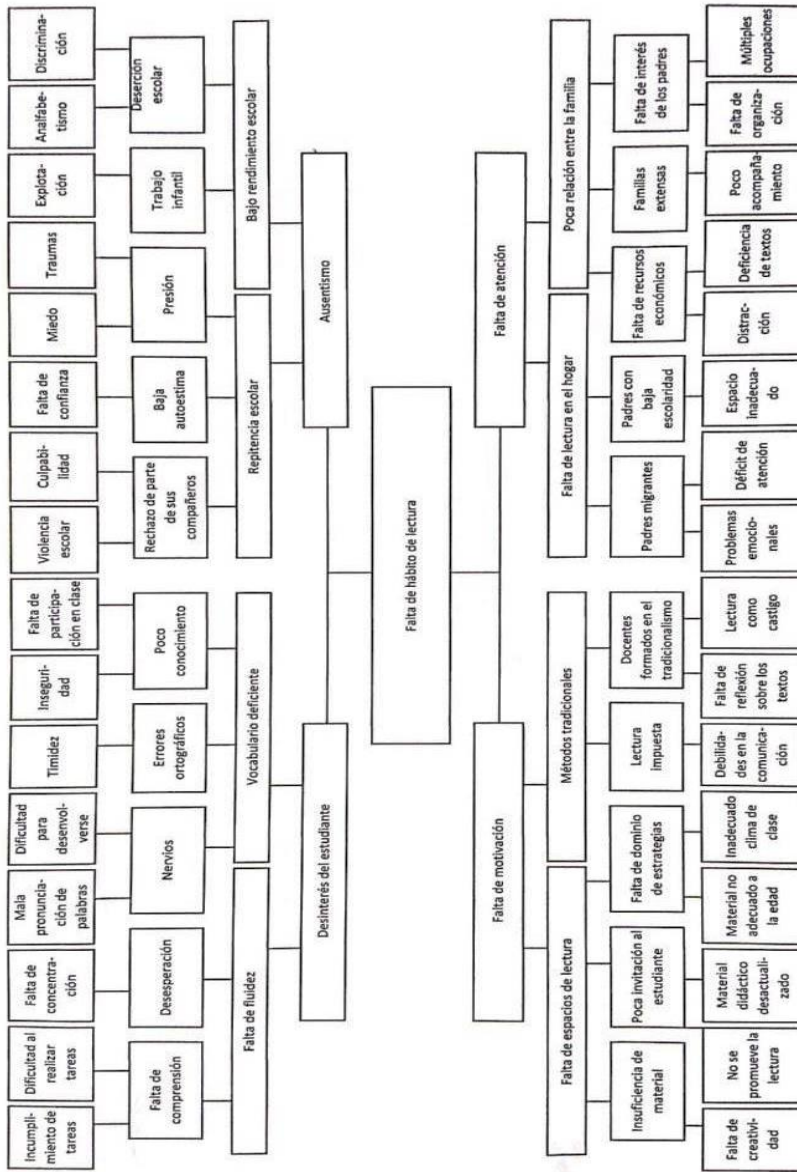 Incumpli-
miento de
tareas
Dificultad al
realizar
tareas
Falta de
concentra-
ción
Mala
pronuncia-
ción de
palabras
Dificultad
para
desenvol-
verse
Timidez
Inseguri-
dad
Falta de
participa-
ción en clase
Violencia
escolar
Culpabi-
lidad
Falta de
confianza
Miedo
Traumas
Explota-
ción
Analfabe-
tismo
Discrimina-
ción
Falta de
comprensión
Desesperación
Nervios
Errores
ortográficos
Poco
conocimiento
Rechazo de parte
de sus
compañeros
Baja
autoestima
Presión
Trabajo
infantil
Deserción
escolar
Falta de fluidez
Vocabulario deficiente
Repitencia escolar
Bajo rendimiento escolar
Desinterés del estudiante
Ausentismo
Falta de hábito de lectura
Falta de motivación
Falta de atención
Falta de espacios de lectura
Métodos tradicionales
Falta de lectura en el hogar
Poca relación entre la familia
Insuficiencia de
material
Poca invitación al
estudiante
Falta de dominio
de estrategias
Lectura
impuesta
Docentes
formados en el
tradicionalismo
Padres migrantes
Padres con
baja
escolaridad
Falta de recursos
económicos
Familias
extensas
Falta de interés
de los padres
Falta de
creativi-
dad
No se
promueve la
lectura
Material
didáctico
desactuali-
zado
Material no
adecuado a
la edad
Inadecuado
clima de
clase
Debilida-
des en la
comunica-
ción
Falta de
reflexión
sobre los
textos
Lectura
como
castigo
Problemas
emocio-
nales
Déficit de
atención
Espacio
inadecua-
do
Distrac-
ción
Deficiencia
de textos
Poco
acompaña-
miento
Falta de
organiza-
ción
Múltiples
ocupaciones